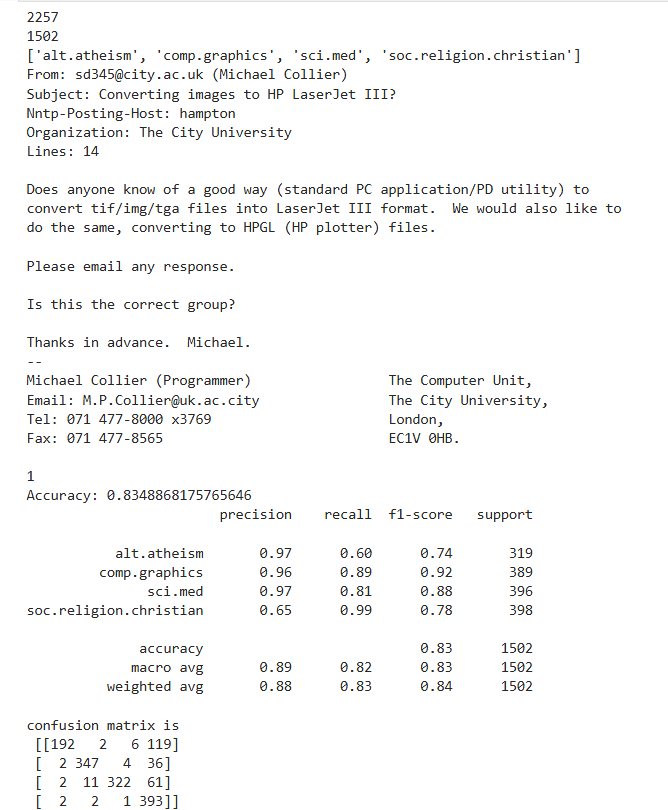 2257
1502
['alt.atheism', 'comp.graphics', 'sci.med', 'soc.religion.christian']
From: sd345@city.ac.uk (Michael Collier)
Subject: Converting images to HP LaserJet III?
Nntp-Posting-Host: hampton
Organization: The City University
Lines: 14

Does anyone know of a good way (standard PC application/PD utility) to
convert tif/img/tga files into LaserJet III format.  We would also like to
do the same, converting to HPGL (HP plotter) files.

Please email any response.

Is this the correct group?

Thanks in advance.  Michael.
--
Michael Collier (Programmer)                 The Computer Unit,
Email: M.P.Collier@uk.ac.city                The City University,
Tel: 071 477-8000 x3769                      London,
Fax: 071 477-8565                            EC1V 0HB.

1
Accuracy: 0.8348868175765646
                        precision    recall  f1-score   support

           alt.atheism       0.97      0.60      0.74       319
         comp.graphics       0.96      0.89      0.92       389
               sci.med       0.97      0.81      0.88       396
soc.religion.christian       0.65      0.99      0.78       398

              accuracy                           0.83      1502
             macro avg       0.89      0.82      0.83      1502
          weighted avg       0.88      0.83      0.84      1502

confusion matrix is
 [[192   2   6 119]
 [  2 347   4  36]
 [  2  11 322  61]
 [  2   2   1 393]]